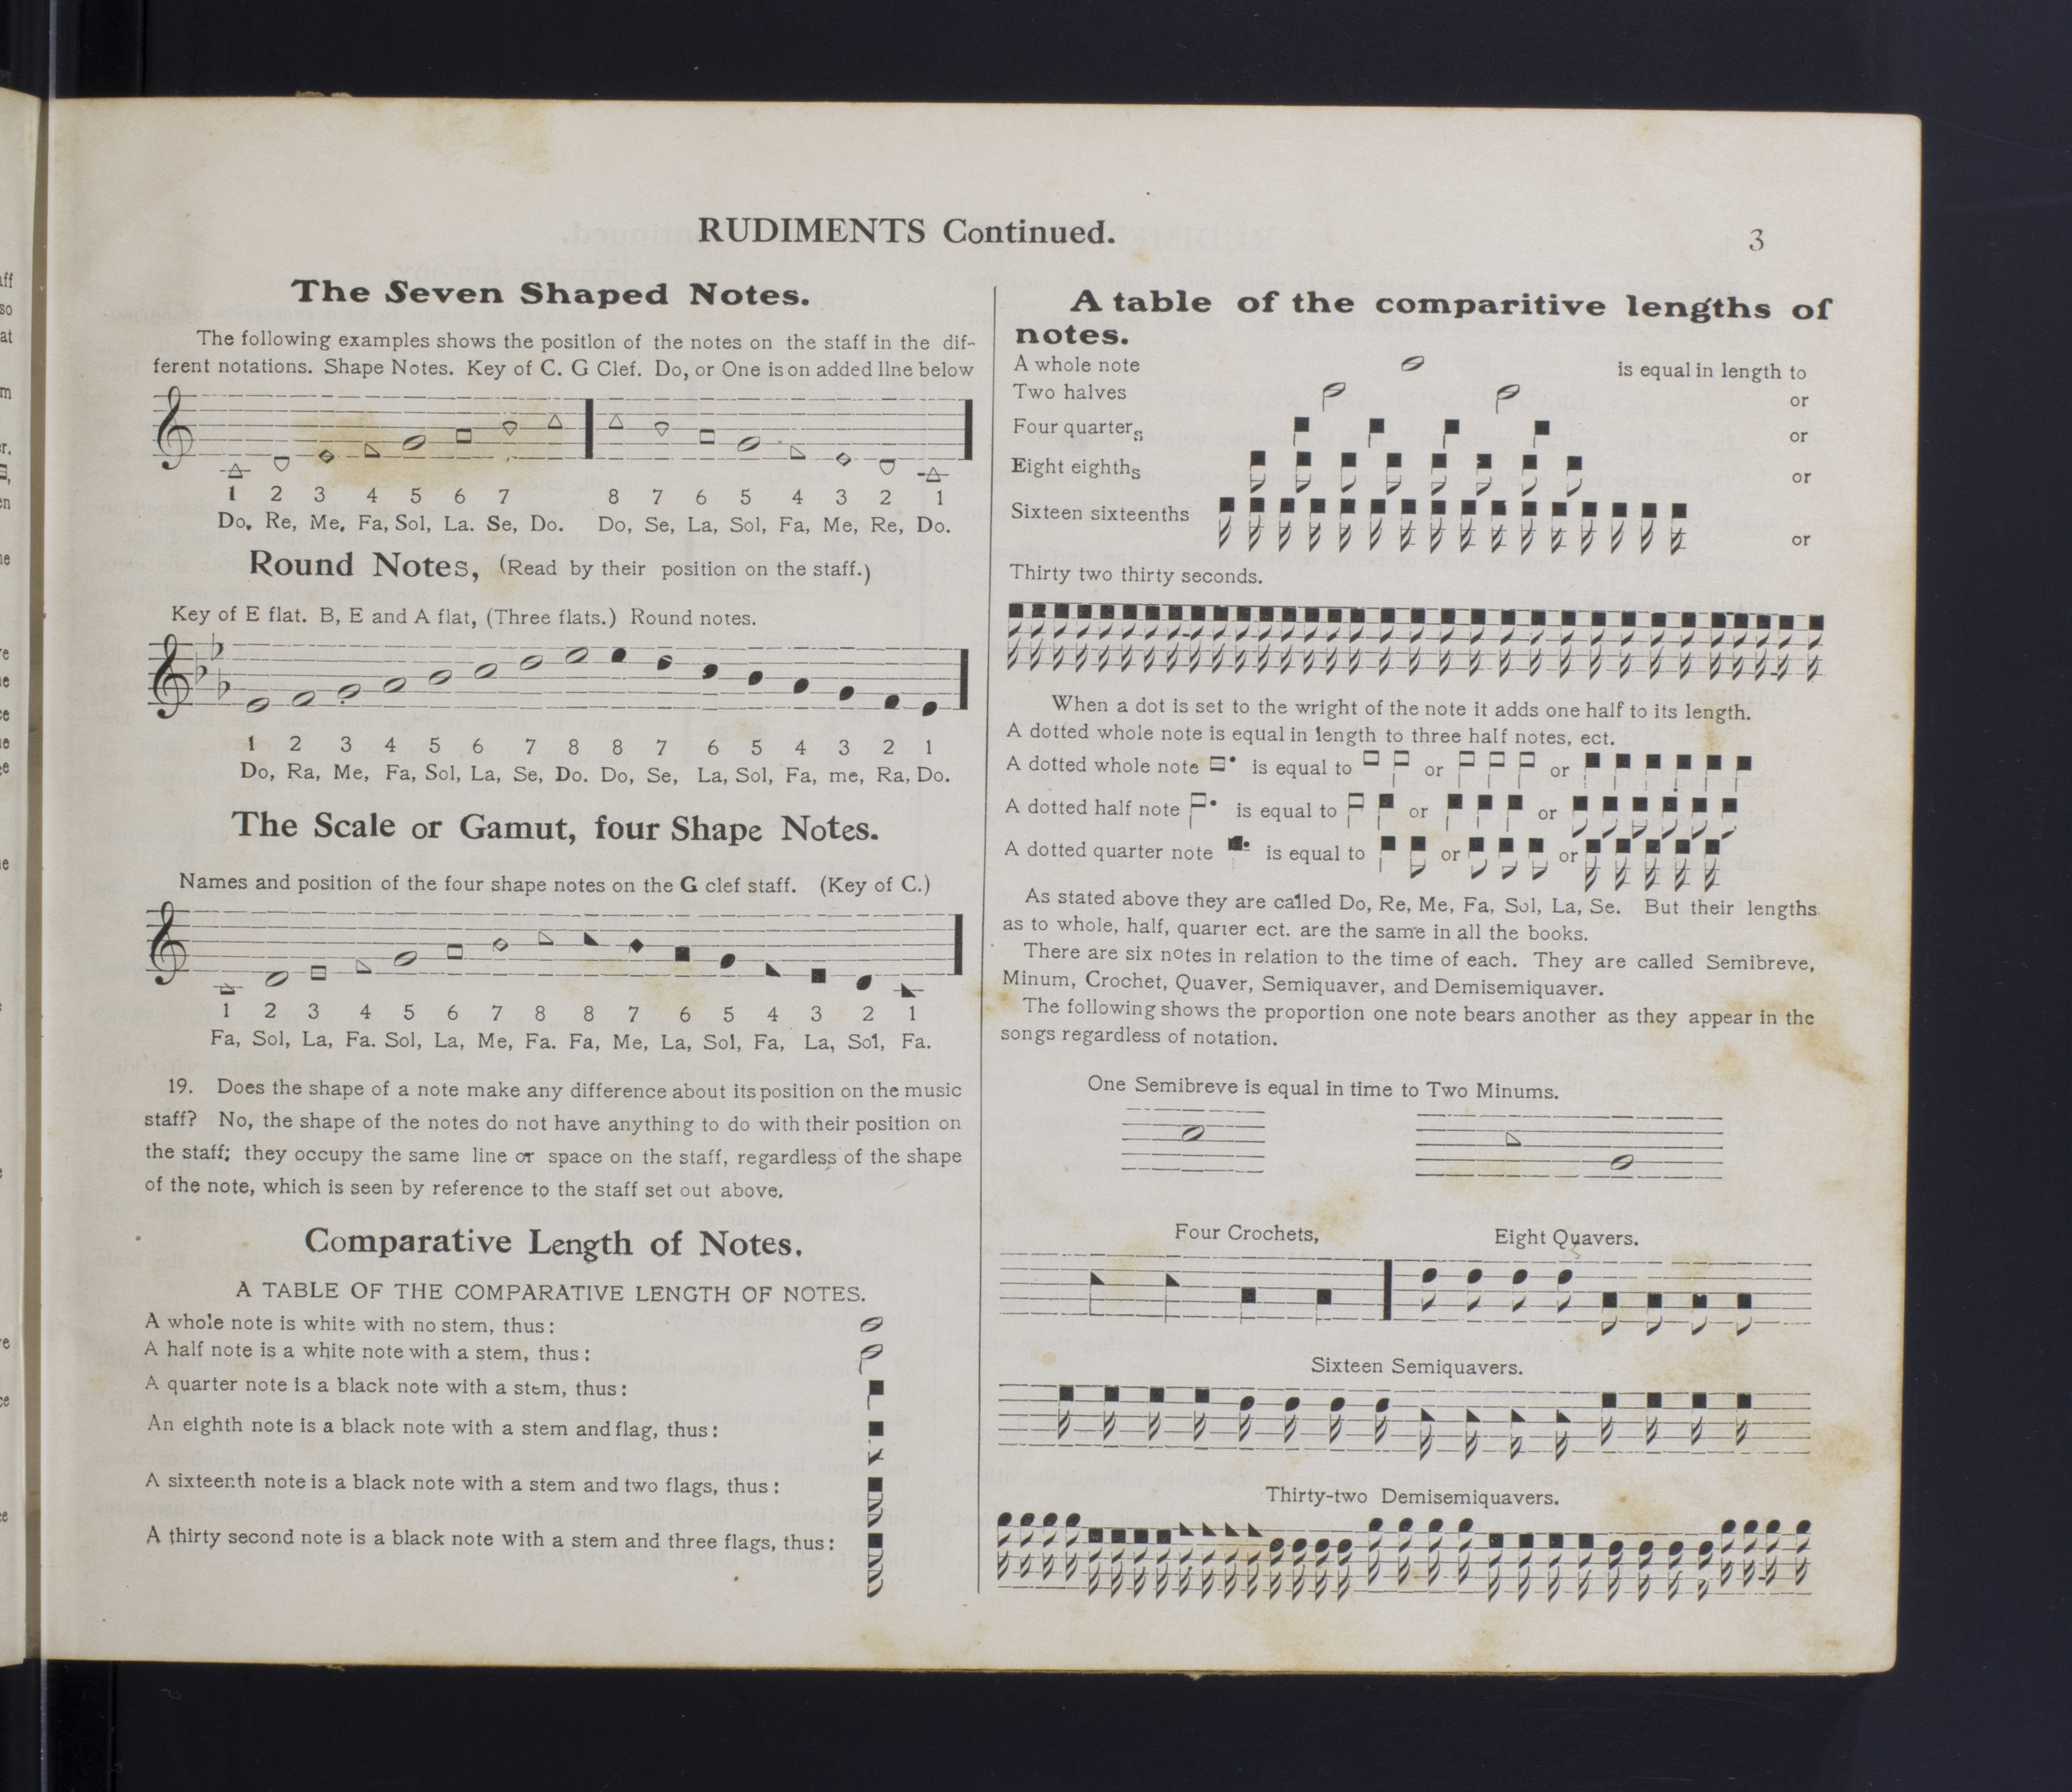 RUDIMENTS Continued.
3
The Seven Shaped Notes.
The following examples shows the position of the notes on the staff in the dif-
ferent notations. Shape Notes. Key of C. G Clef. Do, or One is on added line below
1 2 3 4 5 6 7 8 7 6 5 4 3 2 1
Do, Re, Me, Fa, Sol, La. Se, Do. Do, Se, La, Sol, Fa, Me, Re, Do.
Round Notes, (Read by their position on the staff.)
Key of E flat. B, E and A flat, (Three flats.) Round notes.
1 2 3 4 5 6 7 8 8 7 6 5 4 3 2 1
Do, Ra, Me, Fa, Sol, La, Se, Do. Do, Se, La, Sol, Fa, me, Ra, Do.
The Scale or Gamut, four Shape Notes.
Names and position of the four shape notes on the G clef staff. (Key of C.)
1 2 3 4 5 6 7 8 8 7 6 5 4 3 2 1
Fa, Sol, La, Fa. Sol, La, Me, Fa. Fa, Me, La, Sol, Fa, La, Sol, Fa.
19. Does the shape of a note make any difference about its position on the music
staff? No, the shape of the notes do not have anything to do with their position on
the staff; they occupy the same line or space on the staff, regardless of the shape
of the note, which is seen by reference to the staff set out above.
Comparative Length of Notes.
A TABLE OF THE COMPARATIVE LENGTH OF NOTES.
A whole note is white with no stem, thus:
A half note is a white note with a stem, thus:
A quarter note is a black note with a stem, thus:
An eighth note is a black note with a stem and flag, thus:
A sixteenth note is a black note with a stem and two flags, thus:
A thirty second note is a black note with a stem and three flags, thus:
A table of the comparitive lengths of
notes.
A whole note is equal in length to
Two halves or
Four quarters or
Eight eighths or
Sixteen sixteenths or
Thirty two thirty seconds.
When a dot is set to the wright of the note it adds one half to its length.
A dotted whole note is equal in length to three half notes, ect.
A dotted whole note is equal to or or
A dotted half note is equal to or or
A dotted quarter note is equal to or or
As stated above they are called Do, Re, Me, Fa, Sol, La, Se. But their lengths
as to whole, half, quarter ect. are the same in all the books.
There are six notes in relation to the time of each. They are called Semibreve,
Minum, Crochet, Quaver, Semiquaver, and Demisemiquaver.
The following shows the proportion one note bears another as they appear in the
songs regardless of notation.
One Semibreve is equal in time to Two Minums.
Four Crochets, Eight Quavers.
Sixteen Semiquavers.
Thirty-two Demisemiquavers.